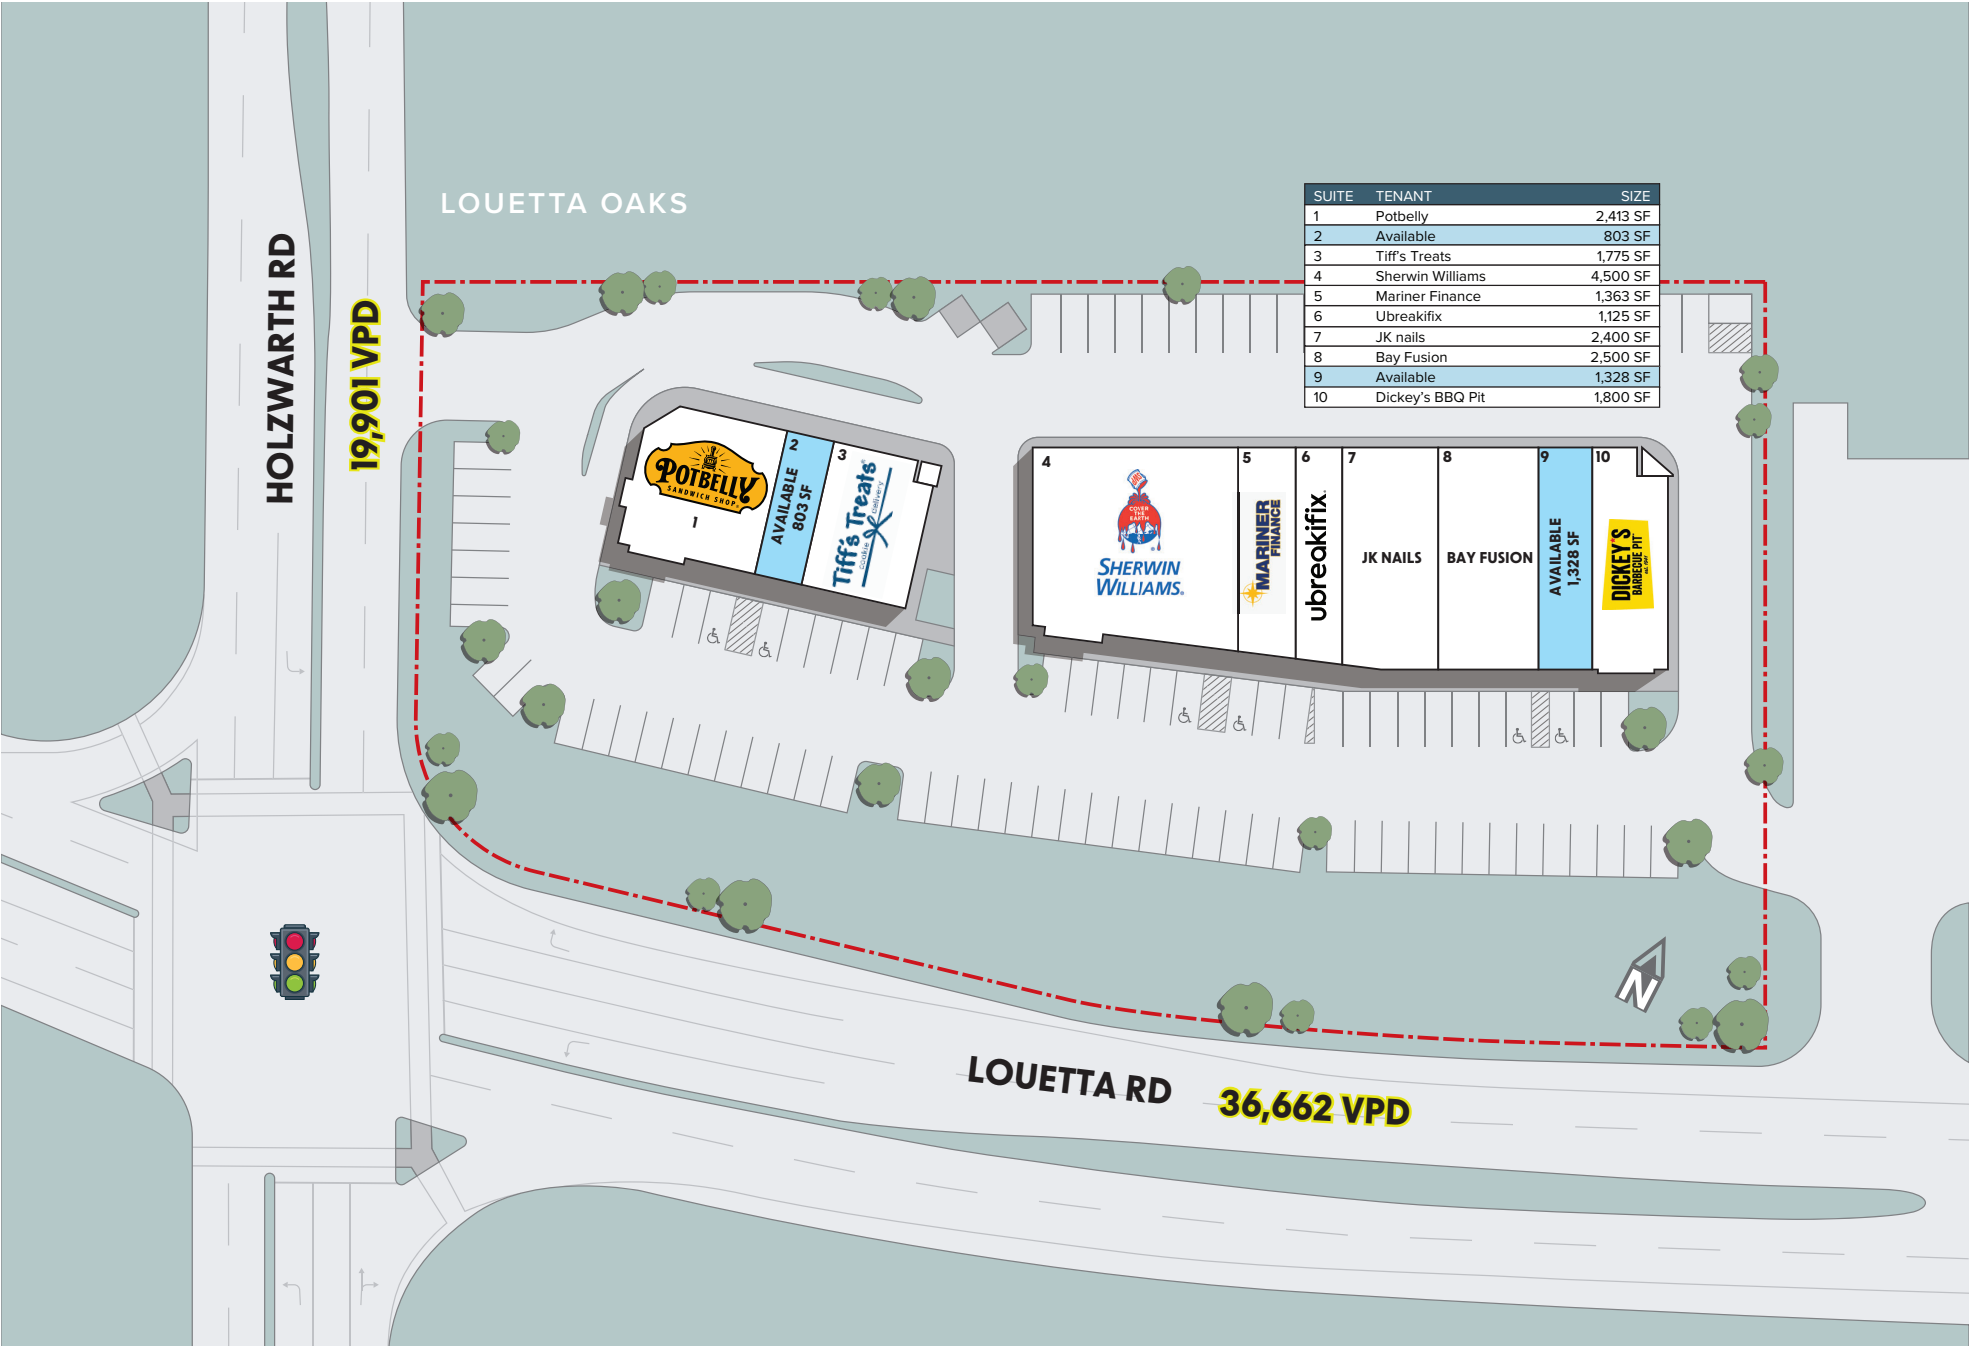 LOUETTA OAKS
SUITE TENANT SIZE
1 Potbelly 2,413 SF
2 Available 803 SF
3 Tiff's Treats 1,775 SF
4 Sherwin Williams 4,500 SF
5 Mariner Finance 1,363 SF
6 Ubreakifix 1,125 SF
7 JK nails 2,400 SF
8 Bay Fusion 2,500 SF
9 Available 1,328 SF
10 Dickey's BBQ Pit 1,800 SF
HOLZWARTH RD
19,901 VPD
POTBELLY
SANDWICH SHOP
1
2
AVAILABLE
803 SF
3
Tiff's Treats
cookie delivery
4
COVER
THE
EARTH
SHERWIN
WILLIAMS.
5
MARINER
FINANCE
6
ubreakifix
7
JK NAILS
8
BAY FUSION
9
AVAILABLE
1,328 SF
10
DICKEY'S
BARBECUE PIT
N
LOUETTA RD
36,662 VPD